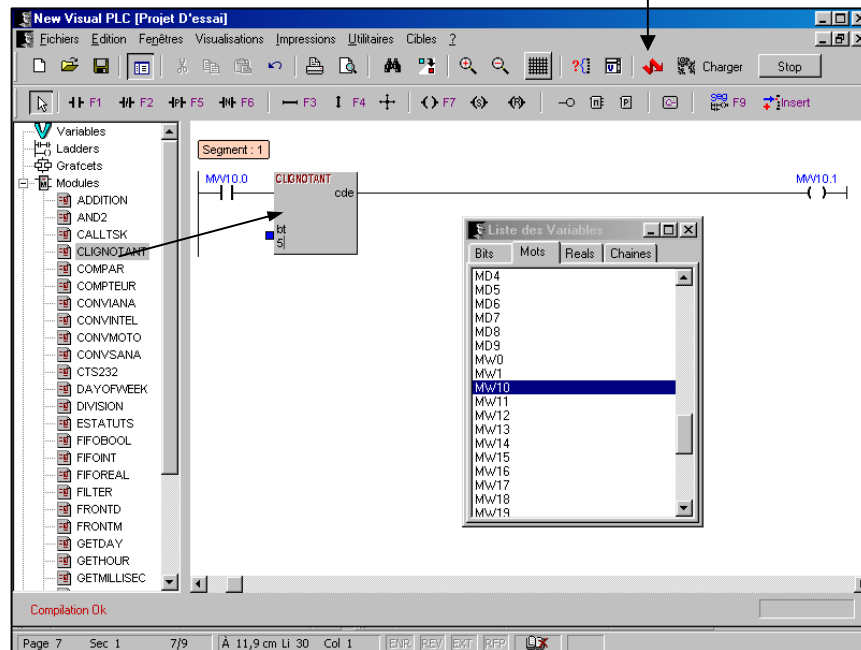 New Visual PLC [Projet D'essai]
Fichiers Edition Fenêtres Visualisations Impressions Utilitaires Cibles ?
Charger Stop
F1 F2 F5 F6 F3 F4 F7 F9 Insert
Variables
Ladders
Grafcets
Modules
ADDITION
AND2
CALLTSK
CLIGNOTANT
COMPAR
COMPTEUR
CONVIANA
CONVINTEL
CONVMOTO
CONVSANA
CTS232
DAYOFWEEK
DIVISION
ESTATUTS
FIFOBOOL
FIFOINT
FIFOREAL
FILTER
FRONTD
FRONTM
GETDAY
GETHOUR
GETMILLISEC
Segment : 1
MW10.0 CLIGNOTANT MW10.1
cde
bt
5
Liste des Variables
Bits Mots Reals Chaines
MD4
MD5
MD6
MD7
MD8
MD9
MW0
MW1
MW10
MW11
MW12
MW13
MW14
MW15
MW16
MW17
MW18
MW19
Compilation Ok
Page 7 Sec 1 7/9 À 11,9 cm Li 30 Col 1 ENR REV EXT RFP